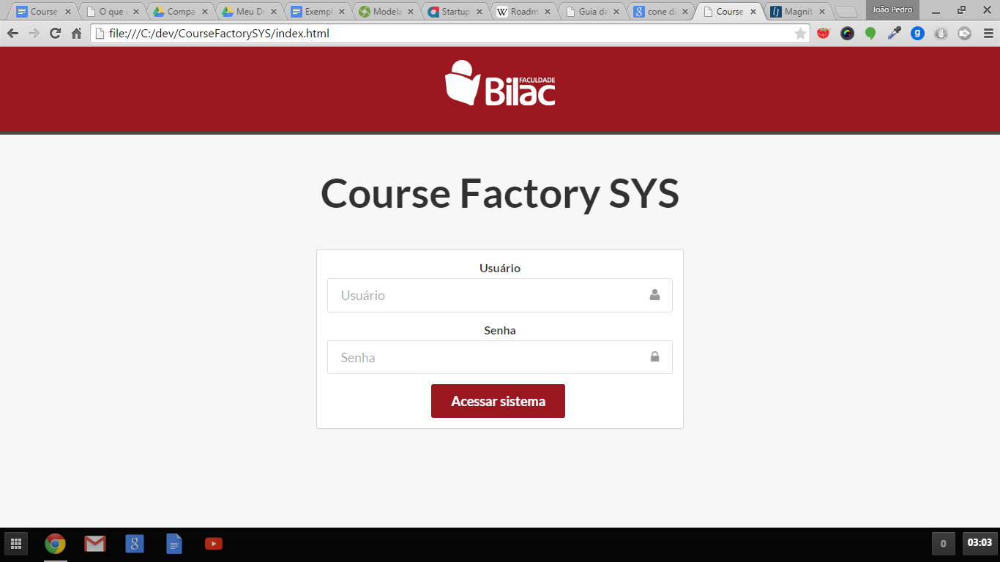 Course
O que
Compa
Meu Dr
Exempl
Modela
Startup
Roadm
Guia da
cone da
Course
Magnit
João Pedro
file:///C:/dev/CourseFactorySYS/index.html
FACULDADE
Bilac
Course Factory SYS
Usuário
Usuário
Senha
Senha
Acessar sistema
0
03:03